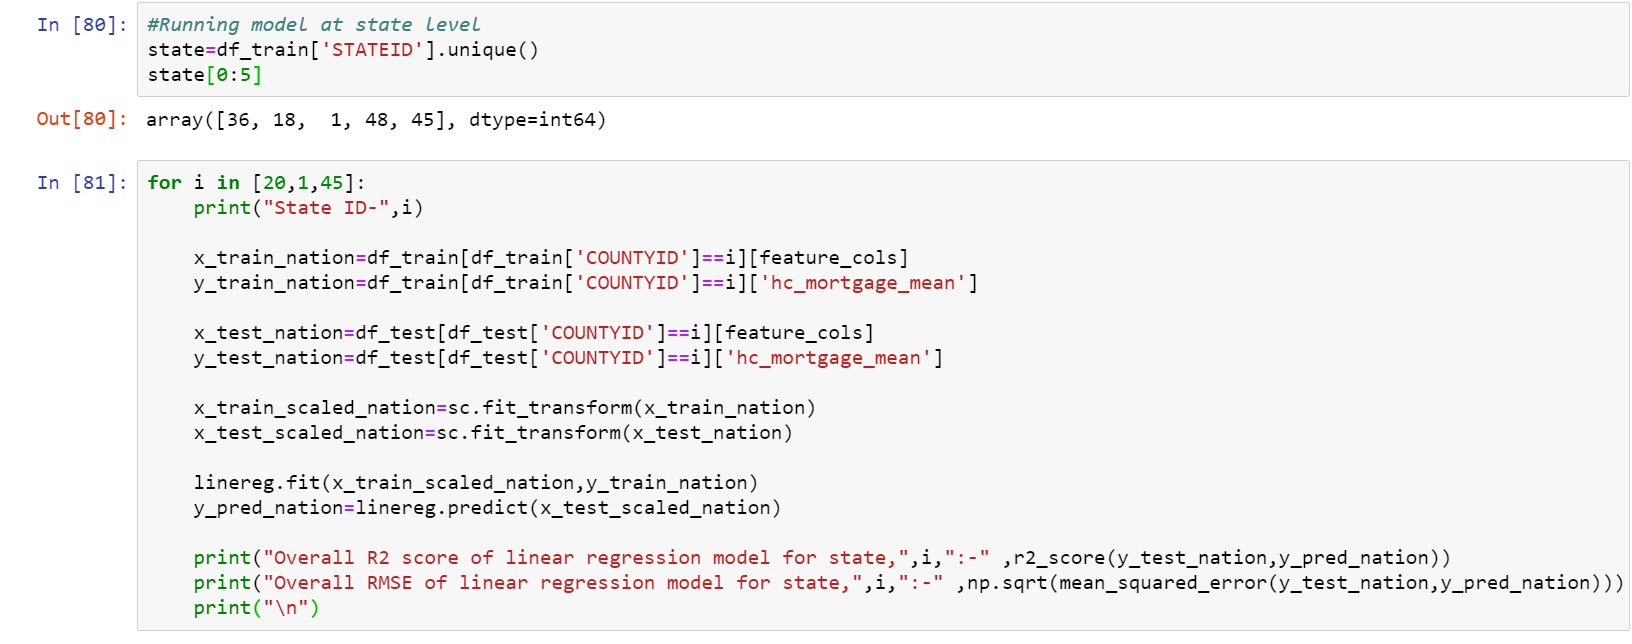 In [80]: #Running model at state level
state=df_train['STATEID'].unique()
state[0:5]
Out[80]: array([36, 18,  1, 48, 45], dtype=int64)
In [81]: for i in [20,1,45]:
    print("State ID-",i)
    x_train_nation=df_train[df_train['COUNTYID']==i][feature_cols]
    y_train_nation=df_train[df_train['COUNTYID']==i]['hc_mortgage_mean']
    x_test_nation=df_test[df_test['COUNTYID']==i][feature_cols]
    y_test_nation=df_test[df_test['COUNTYID']==i]['hc_mortgage_mean']
    x_train_scaled_nation=sc.fit_transform(x_train_nation)
    x_test_scaled_nation=sc.fit_transform(x_test_nation)
    linereg.fit(x_train_scaled_nation,y_train_nation)
    y_pred_nation=linereg.predict(x_test_scaled_nation)
    print("Overall R2 score of linear regression model for state,",i,":-" ,r2_score(y_test_nation,y_pred_nation))
    print("Overall RMSE of linear regression model for state,",i,":-" ,np.sqrt(mean_squared_error(y_test_nation,y_pred_nation)))
    print("\n")